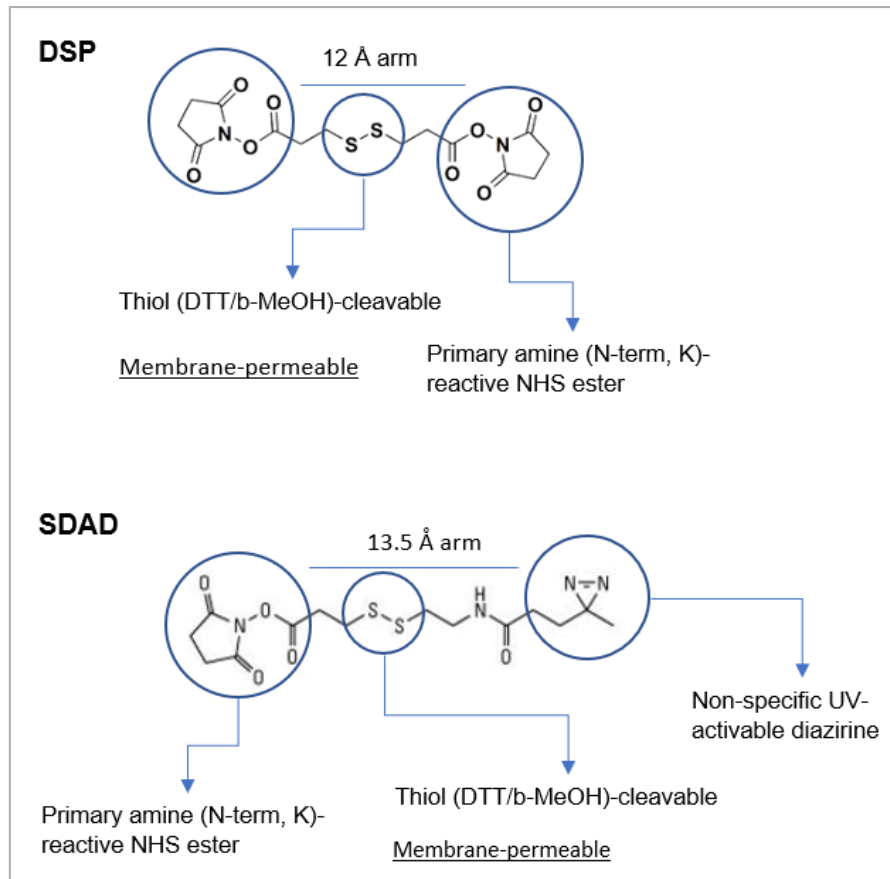 DSP
12 Å arm
O
O
O
O
N
O
S
S
O
N
O
O
O
Thiol (DTT/b-MeOH)-cleavable
Membrane-permeable
Primary amine (N-term, K)-
reactive NHS ester
SDAD
13.5 Å arm
O
O
N
O
O
O
S
S
H
N
O
N=N
Non-specific UV-
activable diazirine
Primary amine (N-term, K)-
reactive NHS ester
Thiol (DTT/b-MeOH)-cleavable
Membrane-permeable